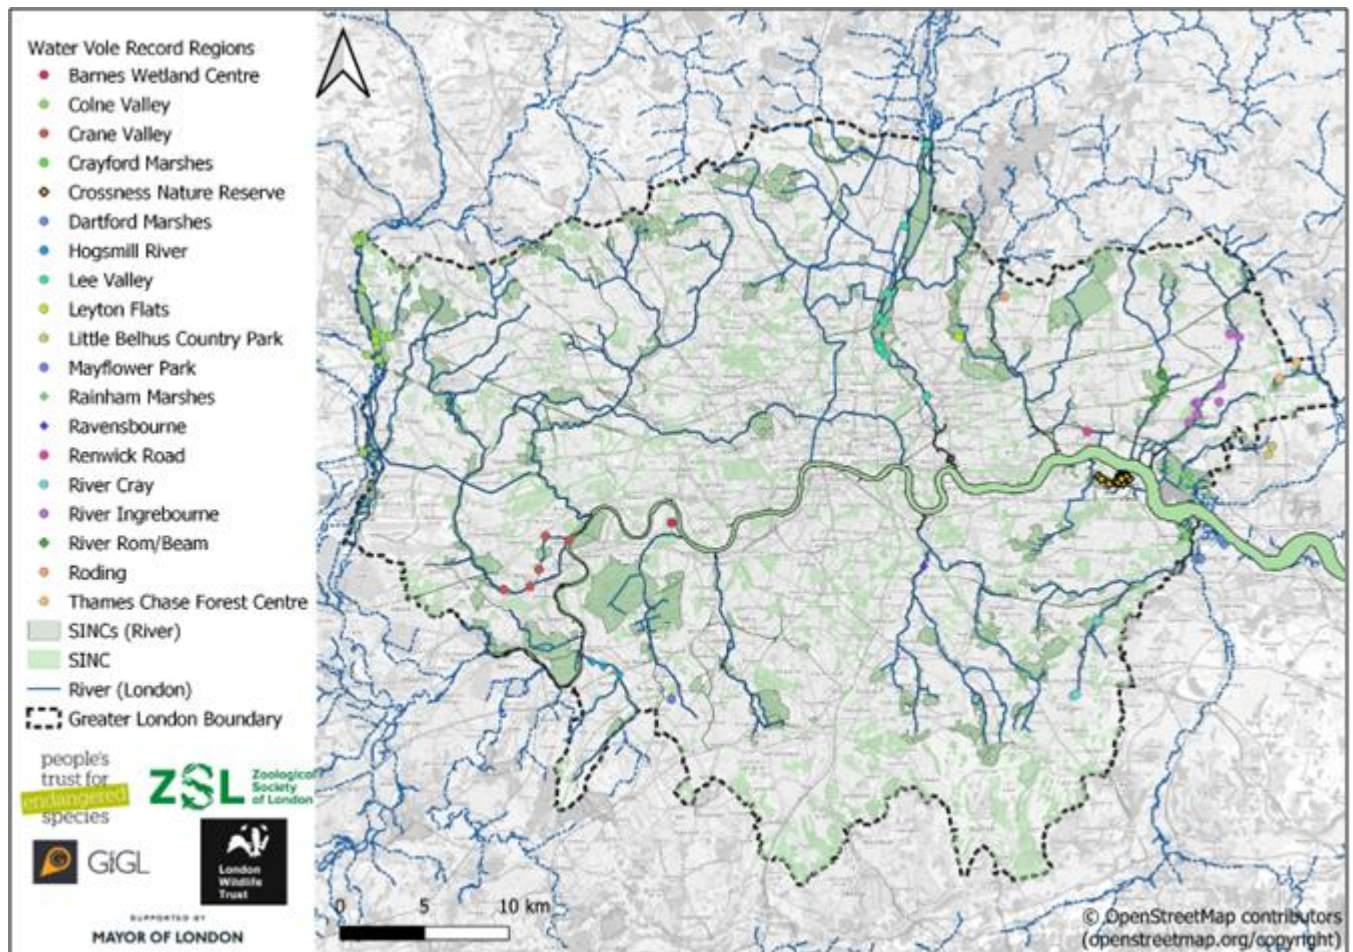 Water Vole Record Regions
Barnes Wetland Centre
Colne Valley
Crane Valley
Crayford Marshes
Crossness Nature Reserve
Dartford Marshes
Hogsmill River
Lee Valley
Leyton Flats
Little Belhus Country Park
Mayflower Park
Rainham Marshes
Ravensbourne
Renwick Road
River Cray
River Ingrebourne
River Rom/Beam
Roding
Thames Chase Forest Centre
SINCs (River)
SINC
River (London)
Greater London Boundary
people's
trust for
endangered
species
ZSL
Zoological
Society
of London
GiGL
London
Wildlife
Trust
SUPPORTED BY
MAYOR OF LONDON
0 5 10 km
© OpenStreetMap contributors
(openstreetmap.org/copyright)